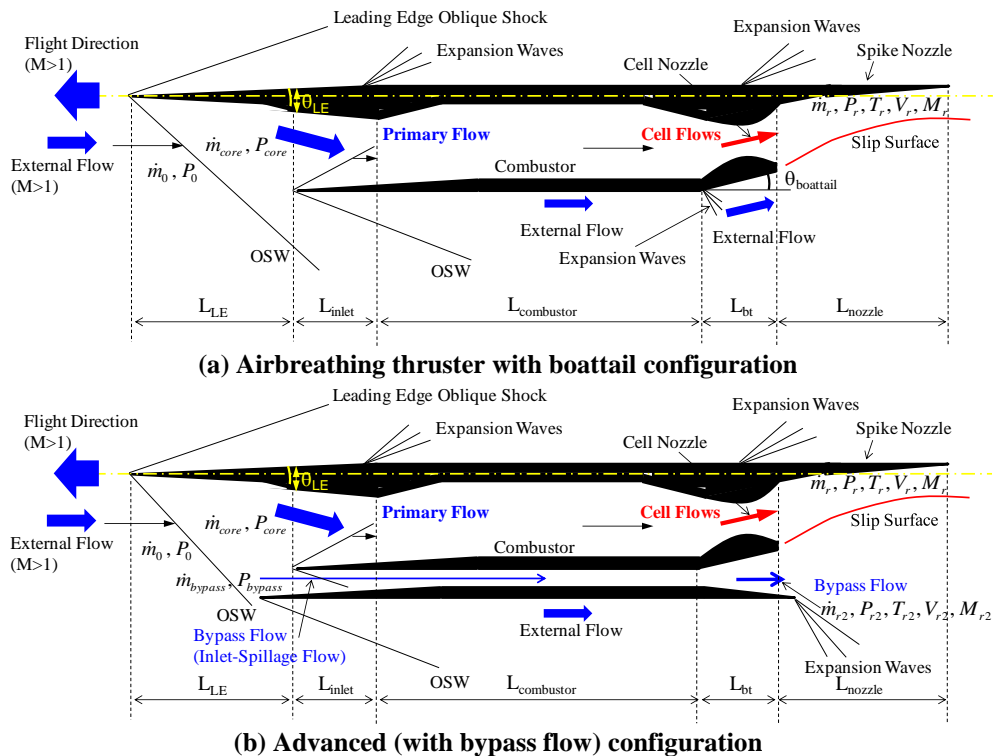 Leading Edge Oblique Shock
Flight Direction
(M>1)
Expansion Waves
Expansion Waves
Cell Nozzle
Spike Nozzle
θLE
ṁr, Pr, Tr, Vr, Mr
External Flow
(M>1)
ṁcore, Pcore
Primary Flow
Cell Flows
Slip Surface
ṁ0, P0
Combustor
θboattail
External Flow
External Flow
Expansion Waves
OSW
OSW
LLE
Linlet
Lcombustor
Lbt
Lnozzle
(a) Airbreathing thruster with boattail configuration
Leading Edge Oblique Shock
Flight Direction
(M>1)
Expansion Waves
Expansion Waves
Cell Nozzle
Spike Nozzle
θLE
ṁr, Pr, Tr, Vr, Mr
External Flow
(M>1)
ṁcore, Pcore
Primary Flow
Cell Flows
Slip Surface
ṁ0, P0
Combustor
ṁbypass, Pbypass
Bypass Flow
ṁr2, Pr2, Tr2, Vr2, Mr2
OSW
Bypass Flow
(Inlet-Spillage Flow)
External Flow
Expansion Waves
OSW
LLE
Linlet
Lcombustor
Lbt
Lnozzle
(b) Advanced (with bypass flow) configuration